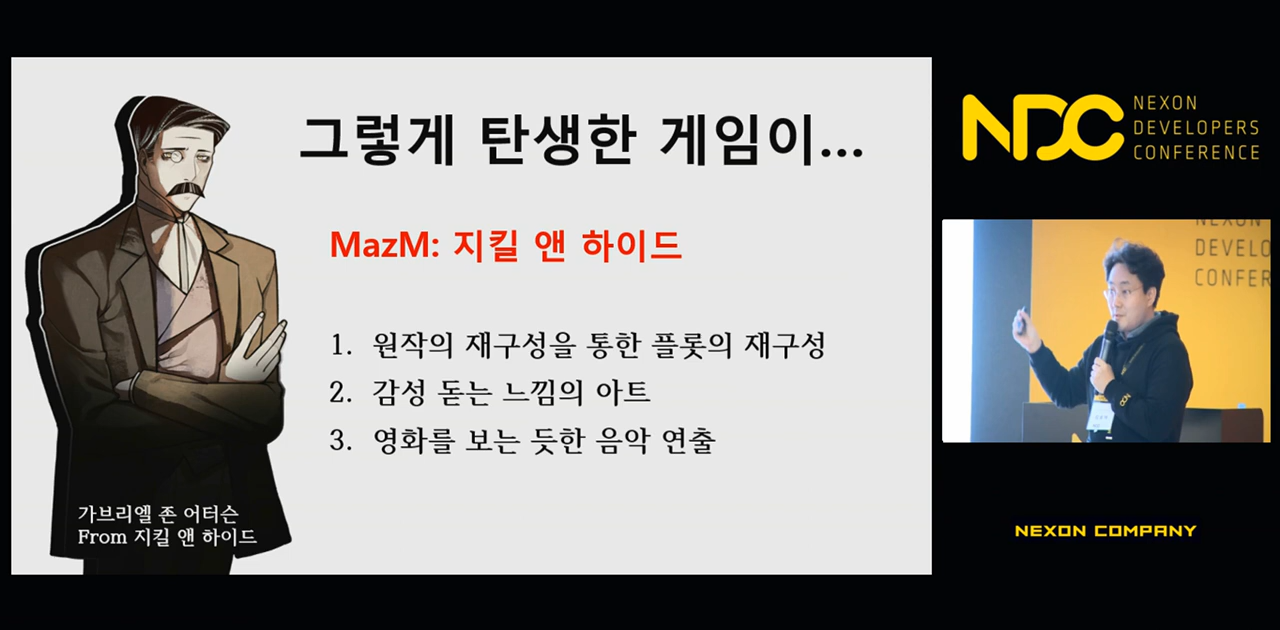 그렇게 탄생한 게임이...
MazM: 지킬 앤 하이드
1. 원작의 재구성을 통한 플롯의 재구성
2. 감성 돋는 느낌의 아트
3. 영화를 보는 듯한 음악 연출
가브리엘 존 어터슨
From 지킬 앤 하이드
NDC
NEXON
DEVELOPERS
CONFERENCE
NEXON
DEVELO
CONFER
NEXON COMPANY